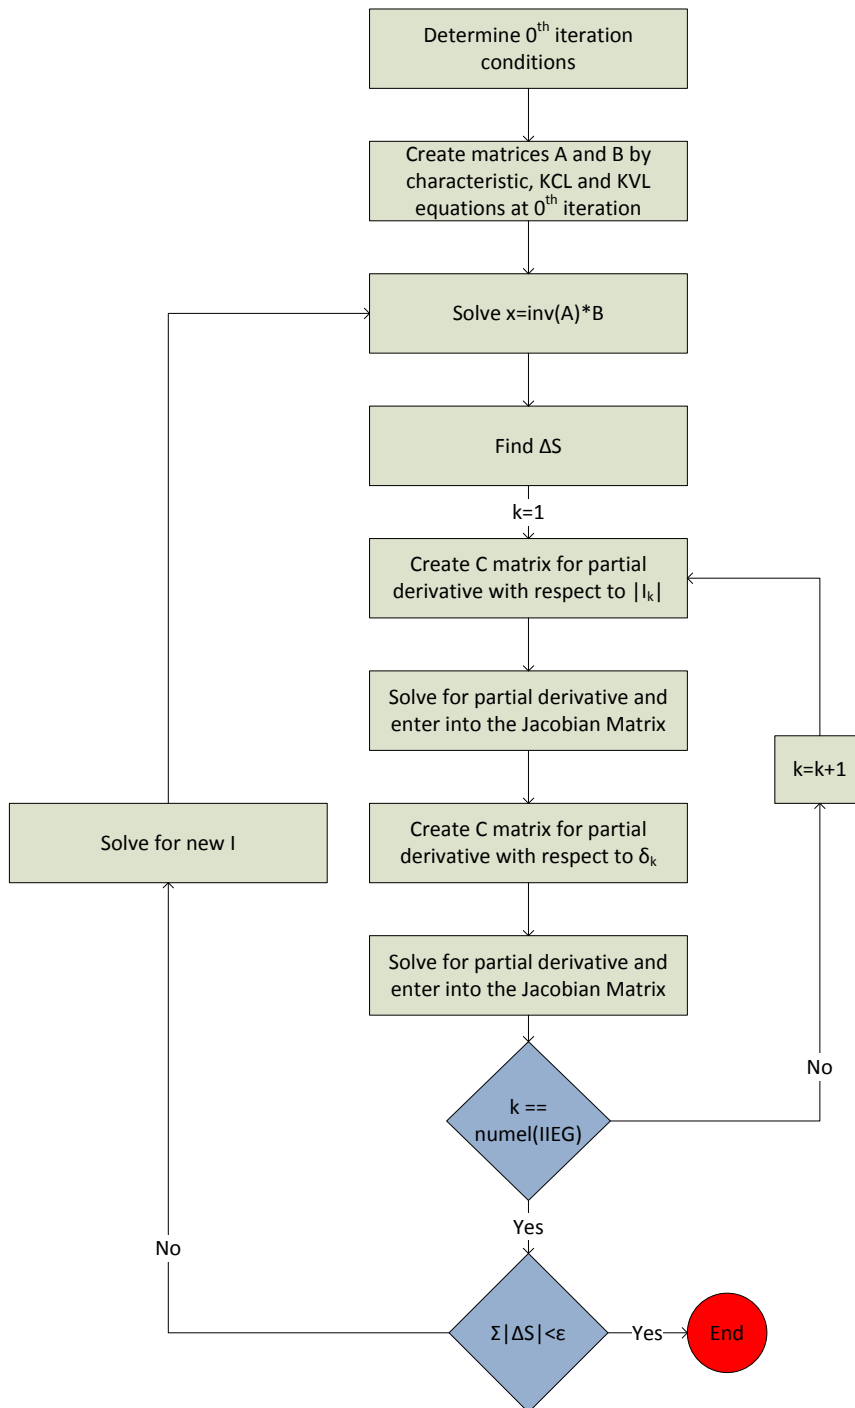 Determine 0th iteration
conditions
Create matrices A and B by
characteristic, KCL and KVL
equations at 0th iteration
Solve x=inv(A)*B
Find ΔS
k=1
Create C matrix for partial
derivative with respect to |Ik|
Solve for partial derivative and
enter into the Jacobian Matrix
k=k+1
Create C matrix for partial
derivative with respect to δk
Solve for new I
Solve for partial derivative and
enter into the Jacobian Matrix
k ==
numel(IIEG)
No
Yes
No
Σ|ΔS|<ε
Yes
End